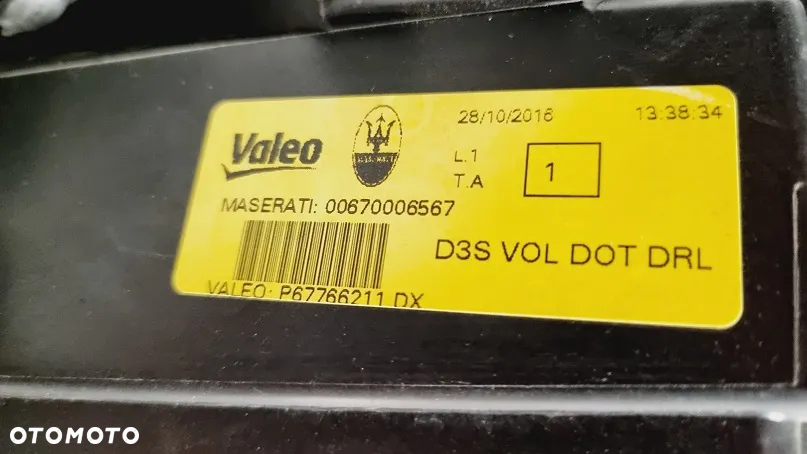 Valeo
28/10/2016 13:38:34
L.1
T.A
1
MASERATI: 00670006567
D3S VOL DOT DRL
VALEO: P67766211 DX
OTOMOTO